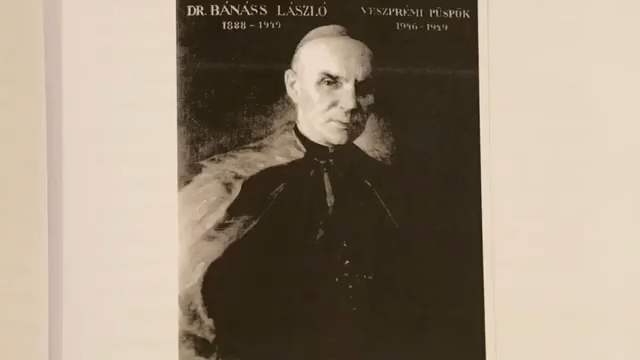 DR. BÁNÁSS LÁSZLÓ
1888 - 1949
VESZPRÉMI PÜSPÖK
1946 - 1949